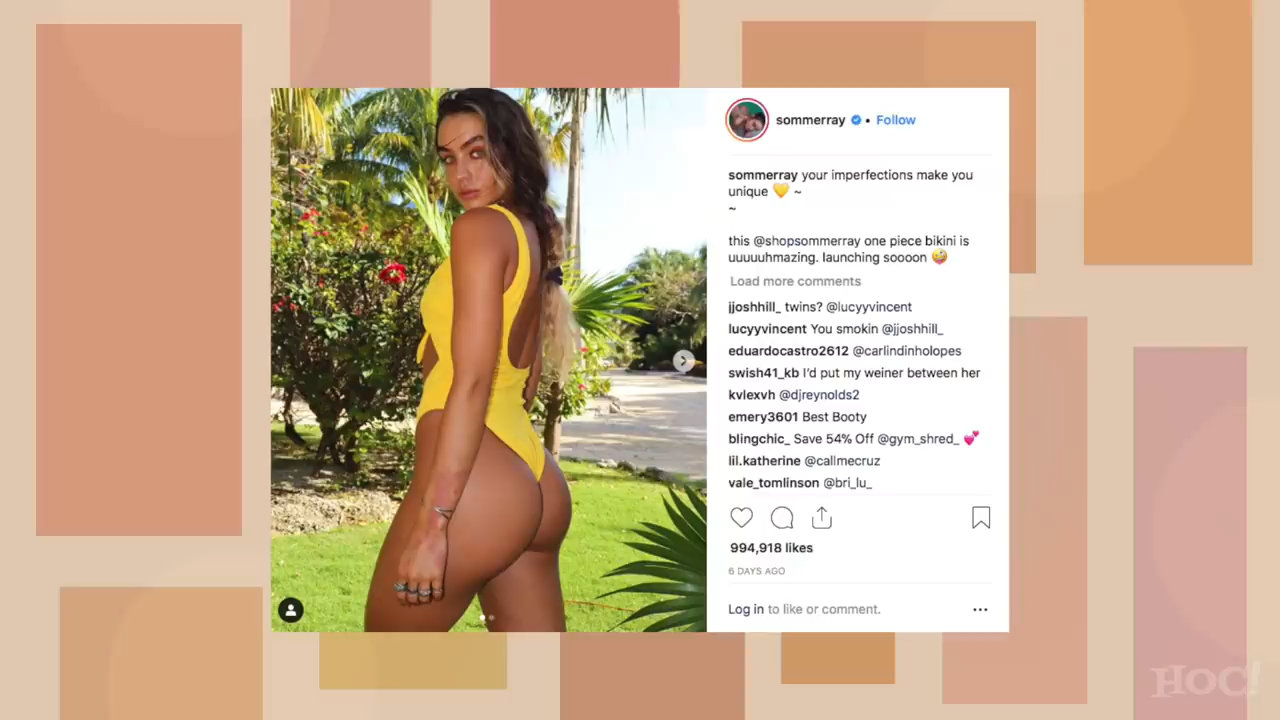 sommerray • Follow
sommerray your imperfections make you
unique 💛 ~
~
this @shopsommerray one piece bikini is
uuuuuhmazing. launching soooon 🤪
Load more comments
jjoshhill_ twins? @lucyyvincent
lucyyvincent You smokin @jjoshhill_
eduardocastro2612 @carlindinholopes
swish41_kb I'd put my weiner between her
kvlexvh @djreynolds2
emery3601 Best Booty
blingchic_ Save 54% Off @gym_shred_ 💕
lil.katherine @callmecruz
vale_tomlinson @bri_lu_
994,918 likes
6 DAYS AGO
Log in to like or comment.
HOC!